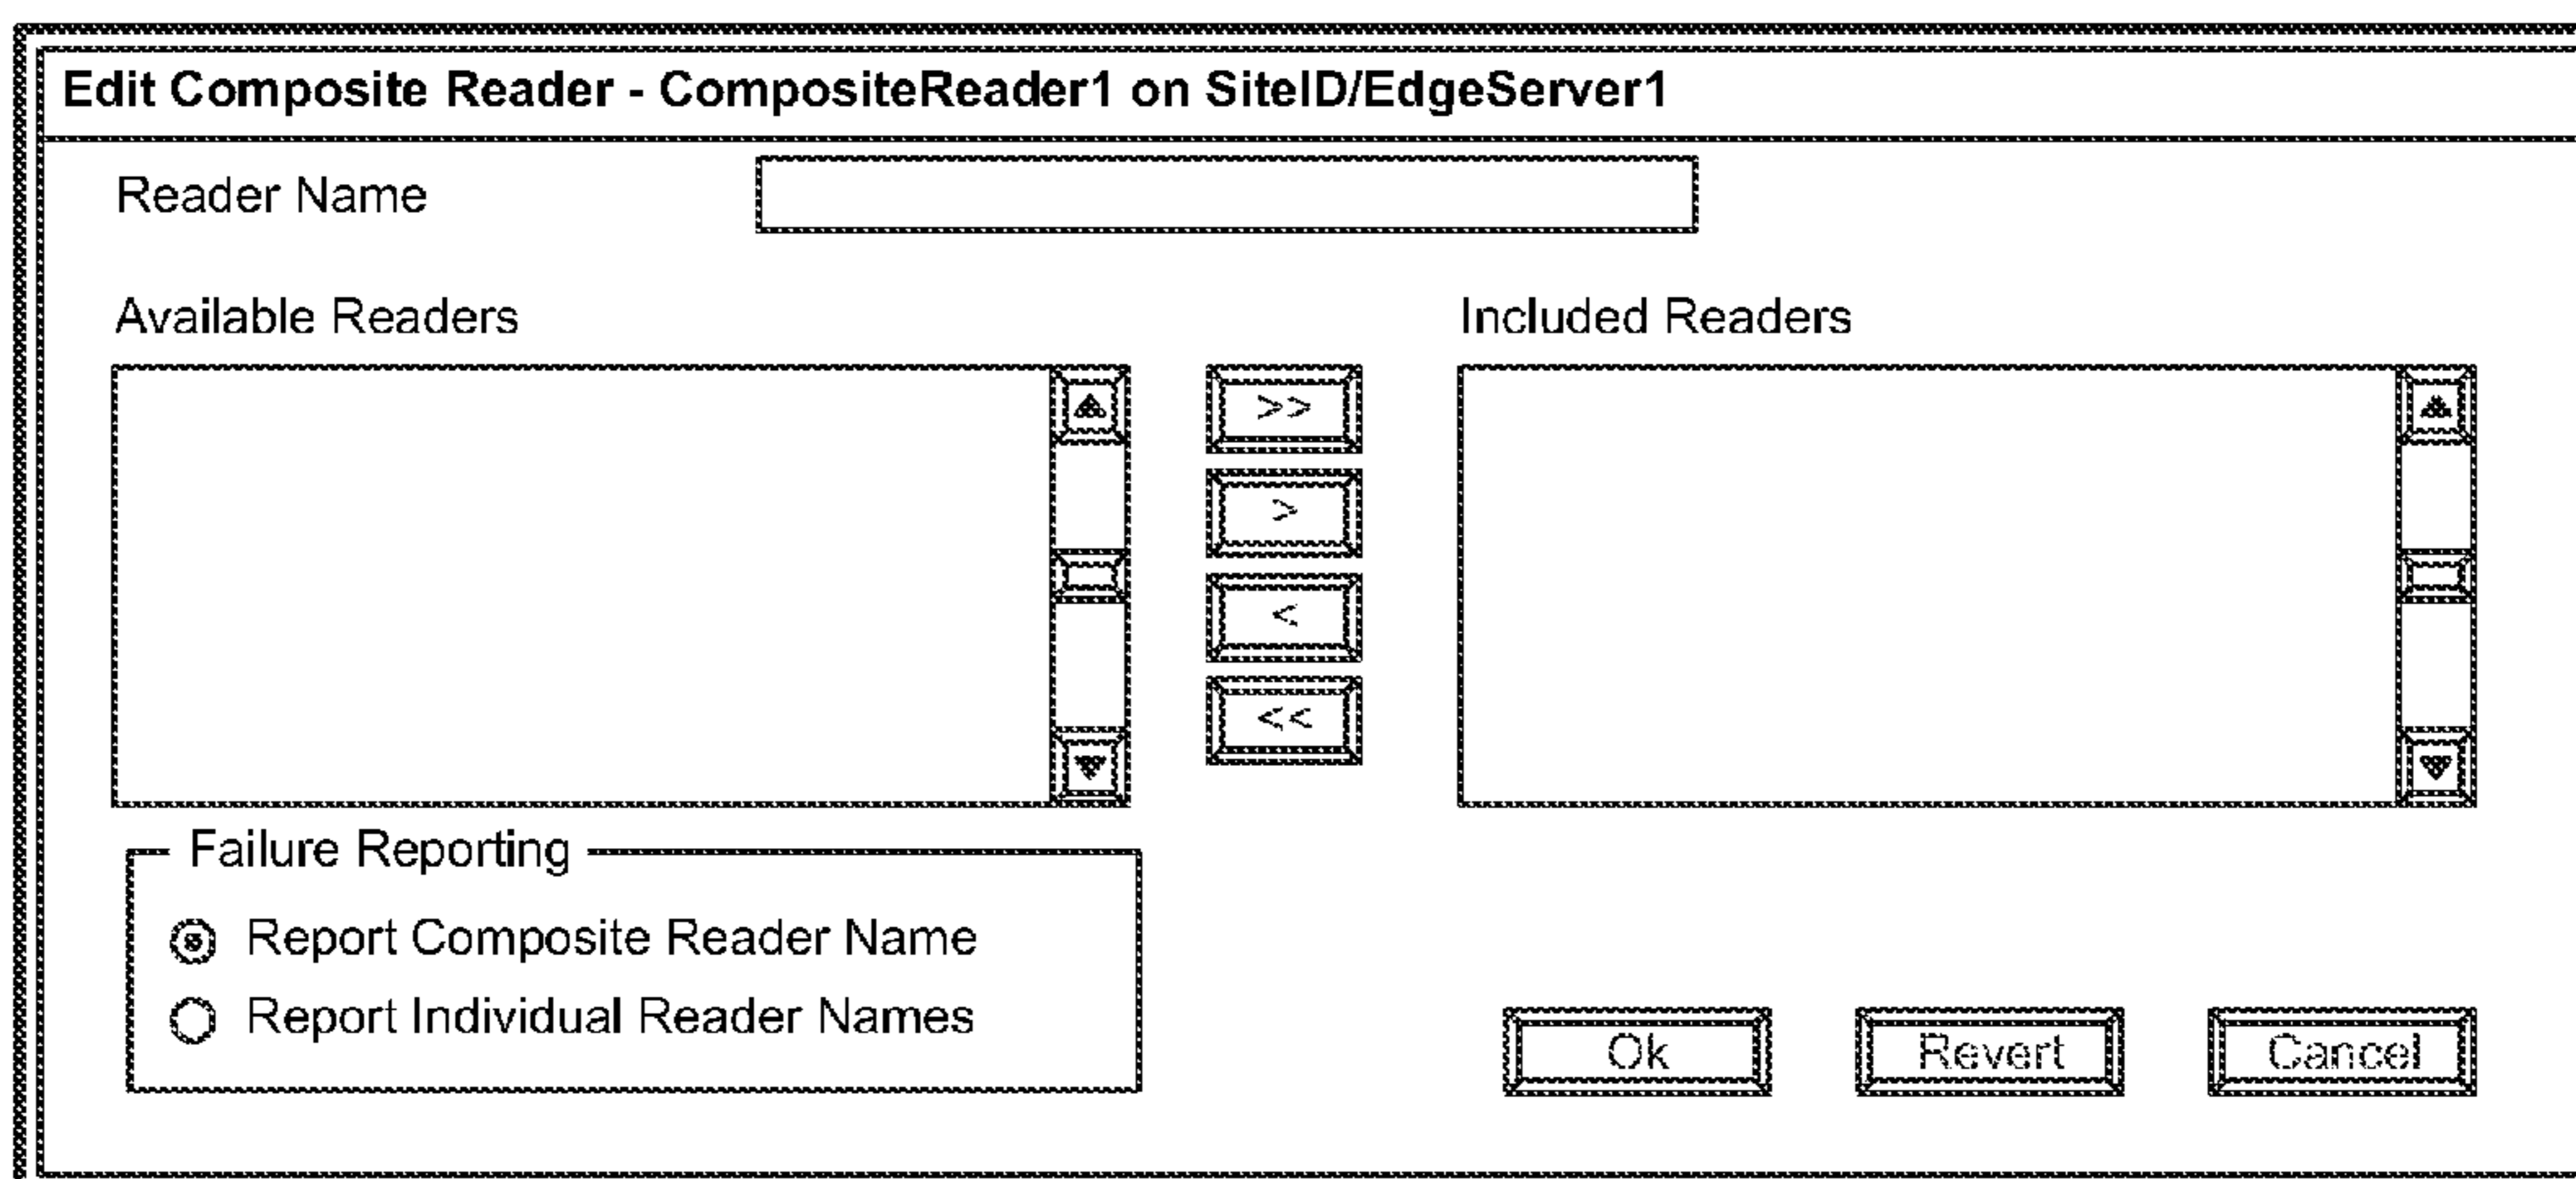 Edit Composite Reader - CompositeReader1 on SiteID/EdgeServer1
Reader Name
Available Readers
Included Readers
>>
>
<
<<
Failure Reporting
Report Composite Reader Name
Report Individual Reader Names
Ok
Revert
Cancel